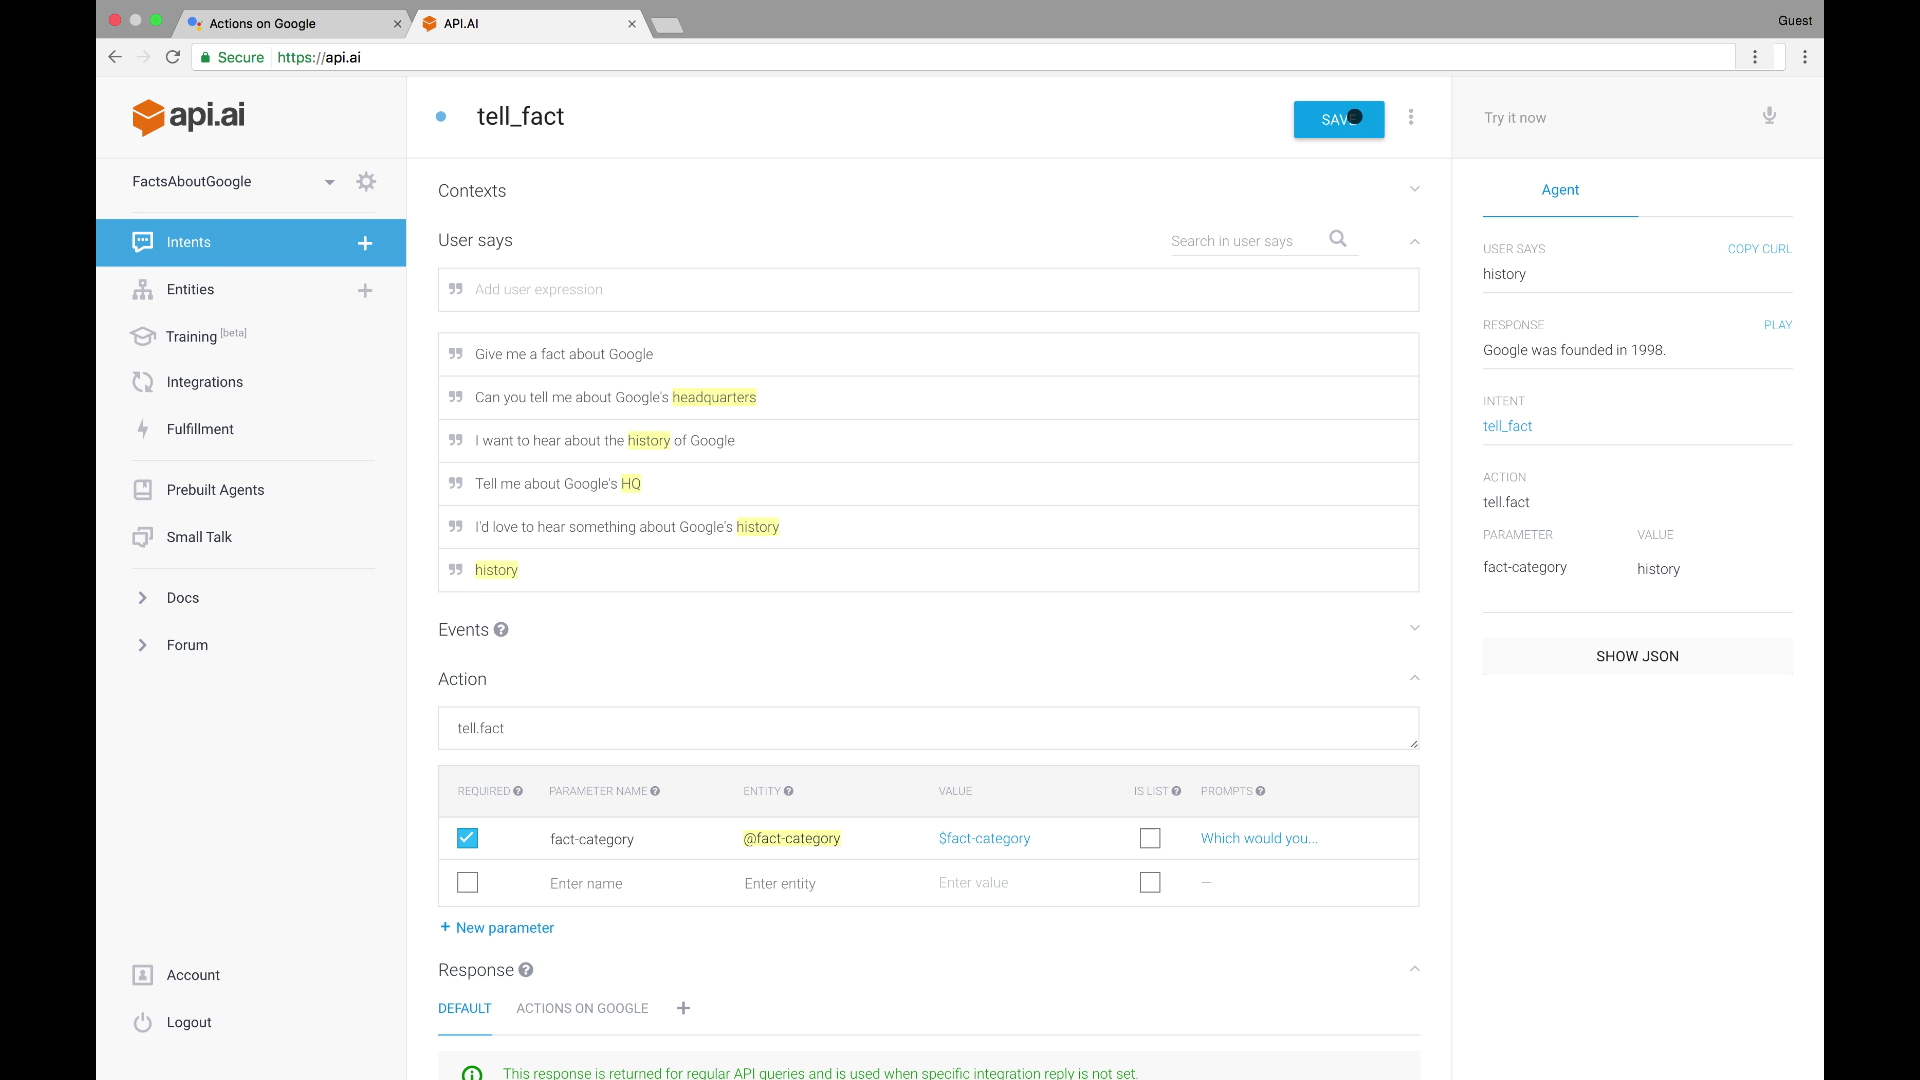 Actions on Google
API.AI
Guest
Secure https://api.ai
api.ai
tell_fact
SAVE
Try it now
FactsAboutGoogle
Contexts
Agent
Intents
User says
Search in user says
USER SAYS COPY CURL
history
Entities
Add user expression
RESPONSE PLAY
Training [beta]
Give me a fact about Google
Google was founded in 1998.
Integrations
Can you tell me about Google's headquarters
INTENT
tell_fact
Fulfillment
I want to hear about the history of Google
Prebuilt Agents
Tell me about Google's HQ
ACTION
tell.fact
Small Talk
I'd love to hear something about Google's history
PARAMETER VALUE
history
fact-category history
Docs
Events
Forum
SHOW JSON
Action
tell.fact
REQUIRED PARAMETER NAME ENTITY VALUE IS LIST PROMPTS
fact-category @fact-category $fact-category Which would you...
Enter name Enter entity Enter value –
+ New parameter
Response
Account
DEFAULT ACTIONS ON GOOGLE +
Logout
This response is returned for regular API queries and is used when specific integration reply is not set.